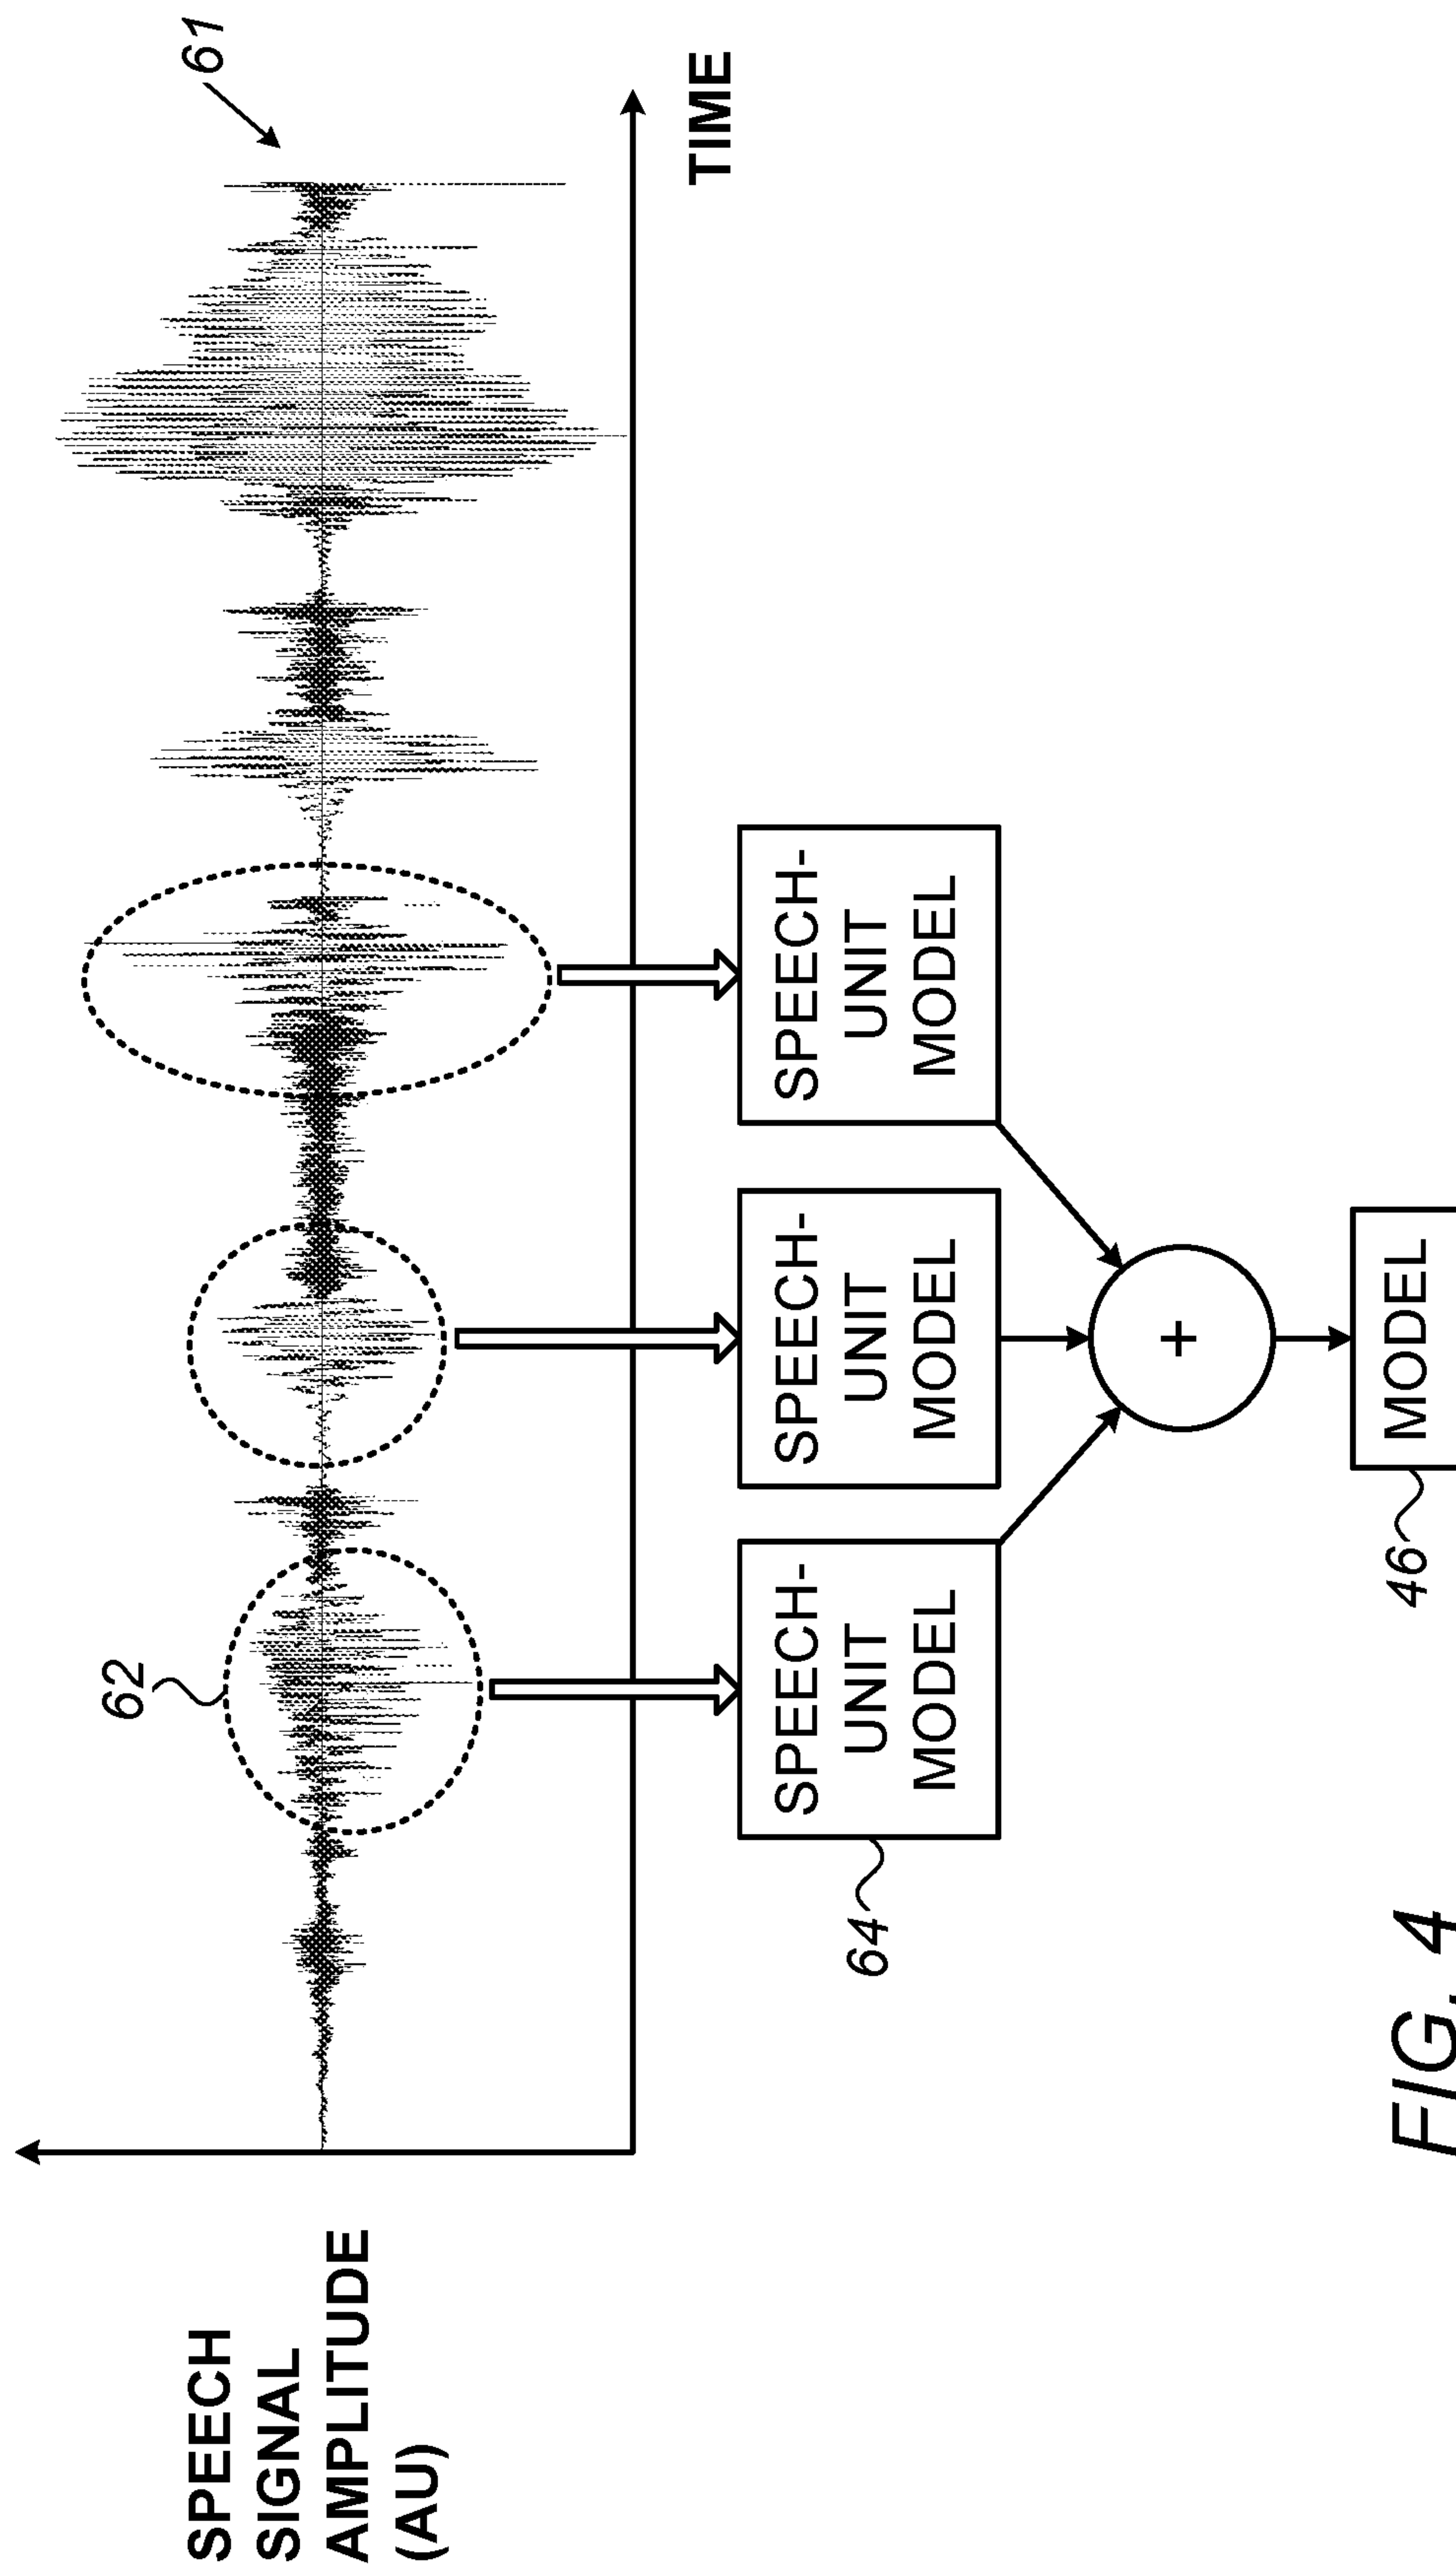 61
SPEECH
SIGNAL
AMPLITUDE
(AU)
62
TIME
64
SPEECH-
UNIT
MODEL
SPEECH-
UNIT
MODEL
SPEECH-
UNIT
MODEL
+
46
MODEL
FIG. 4